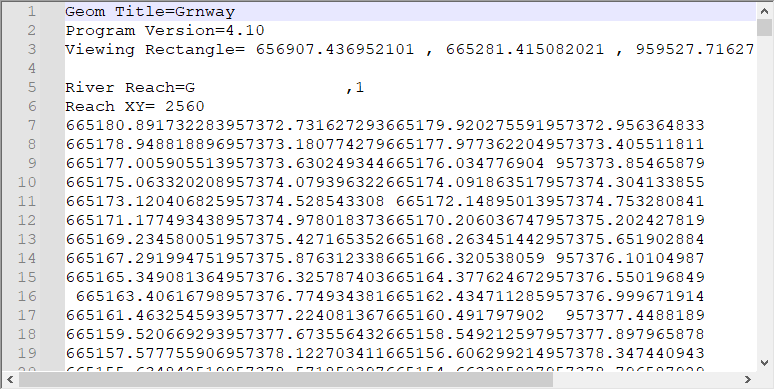 1 Geom Title=Grnway
2 Program Version=4.10
3 Viewing Rectangle= 656907.436952101 , 665281.415082021 , 959527.71627
4
5 River Reach=G               ,1
6 Reach XY= 2560
7 665180.891732283957372.731627293665179.920275591957372.956364833
8 665178.948818896957373.180774279665177.977362204957373.405511811
9 665177.005905513957373.630249344665176.034776904 957373.85465879
10 665175.063320208957374.079396322665174.091863517957374.304133855
11 665173.120406825957374.528543308 665172.14895013957374.753280841
12 665171.177493438957374.978018373665170.206036747957375.202427819
13 665169.234580051957375.427165352665168.263451442957375.651902884
14 665167.291994751957375.876312338665166.320538059 957376.10104987
15 665165.349081364957376.325787403665164.377624672957376.550196849
16  665163.40616798957376.774934381665162.434711285957376.999671914
17 665161.463254593957377.224081367665160.491797902  957377.4488189
18 665159.520669293957377.673556432665158.549212597957377.897965878
19 665157.577755906957378.122703411665156.606299214957378.347440943